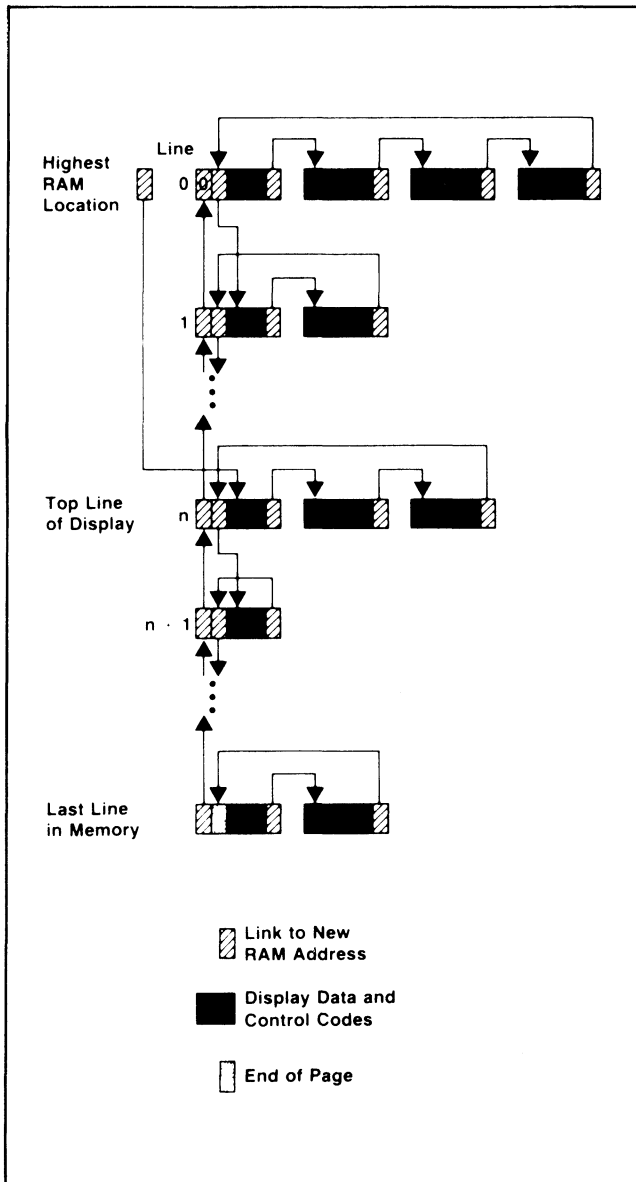 Line
Highest
RAM
Location
0 0
1
Top Line
of Display
n
n · 1
Last Line
in Memory
Link to New
RAM Address
Display Data and
Control Codes
End of Page